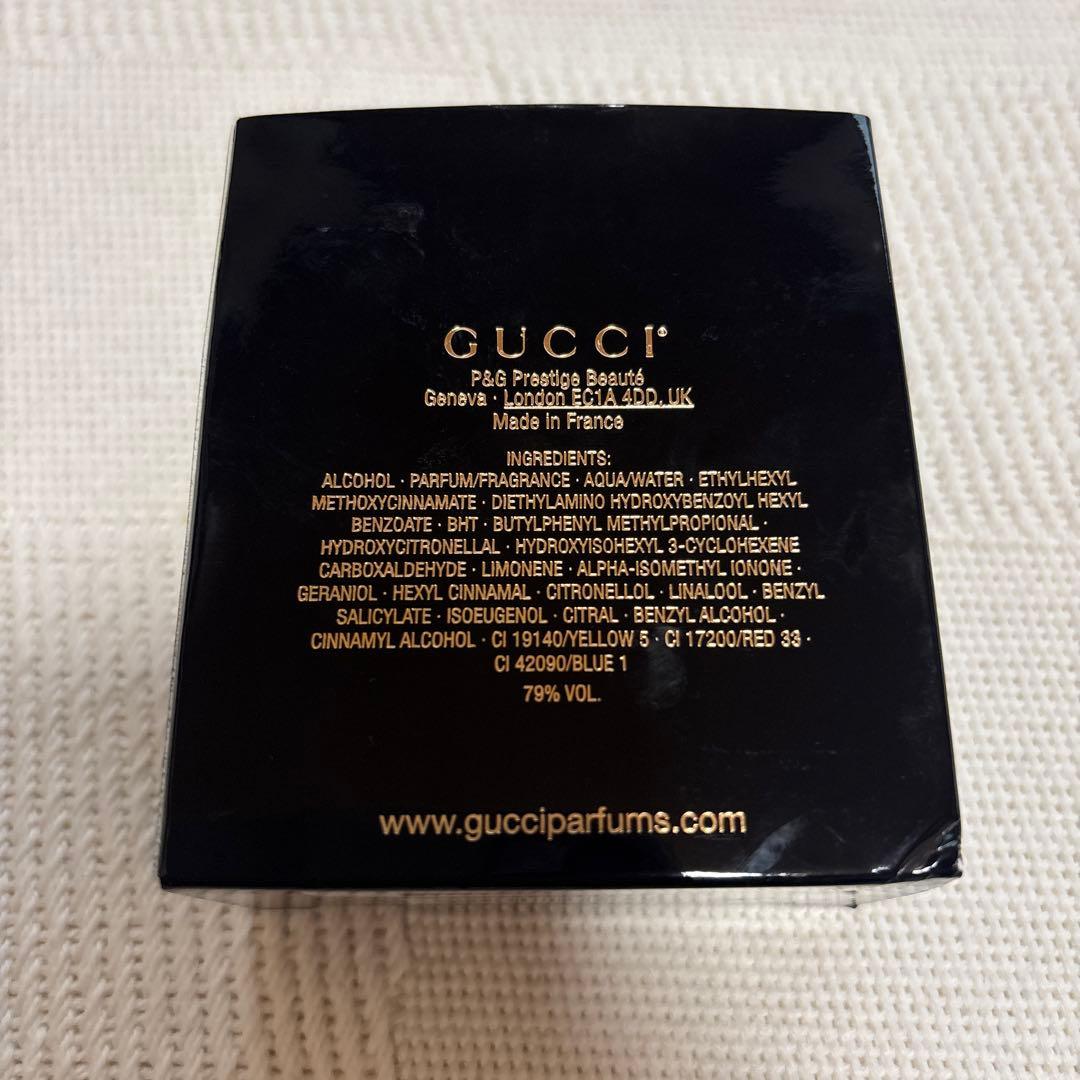 GUCCI®
P&G Prestige Beauté
Geneva · London EC1A 4DD, UK
Made in France
INGREDIENTS:
ALCOHOL · PARFUM/FRAGRANCE · AQUA/WATER · ETHYLHEXYL
METHOXYCINNAMATE · DIETHYLAMINO HYDROXYBENZOYL HEXYL
BENZOATE · BHT · BUTYLPHENYL METHYLPROPIONAL ·
HYDROXYCITRONELLAL · HYDROXYISOHEXYL 3-CYCLOHEXENE
CARBOXALDEHYDE · LIMONENE · ALPHA-ISOMETHYL IONONE ·
GERANIOL · HEXYL CINNAMAL · CITRONELLOL · LINALOOL · BENZYL
SALICYLATE · ISOEUGENOL · CITRAL · BENZYL ALCOHOL ·
CINNAMYL ALCOHOL · CI 19140/YELLOW 5 · CI 17200/RED 33 ·
CI 42090/BLUE 1
79% VOL.
www.gucciparfums.com